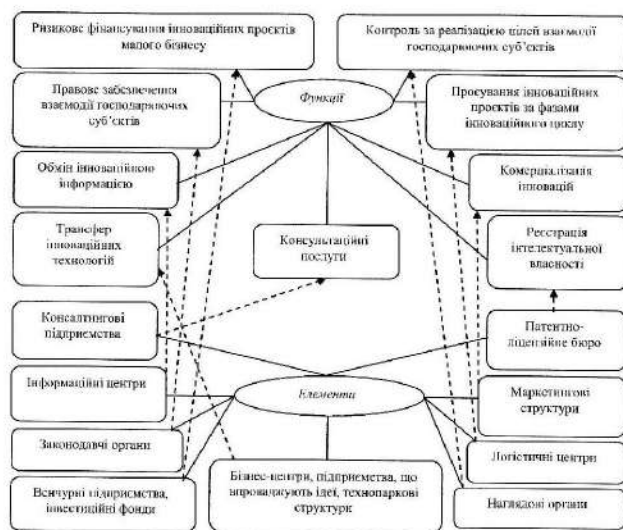 Ризикове фінансування інноваційних проєктів
малого бізнесу
Контроль за реалізацією цілей взаємодії
господарюючих суб’єктів
Правове забезпечення
взаємодії господарюючих
суб’єктів
Функції
Просування інноваційних
проєктів за фазами
інноваційного циклу
Обмін інноваційною
інформацією
Комерціалізація
інновацій
Трансфер
інноваційних
технологій
Консультаційні
послуги
Реєстрація
інтелектуальної
власності
Консалтингові
підприємства
Патентно-
ліцензійне бюро
Інформаційні центри
Елементи
Маркетингові
структури
Законодавчі органи
Логістичні центри
Венчурні підприємства,
інвестиційні фонди
Бізнес-центри, підприємства, що
впроваджують ідеї, технопаркові
структури
Наглядові органи